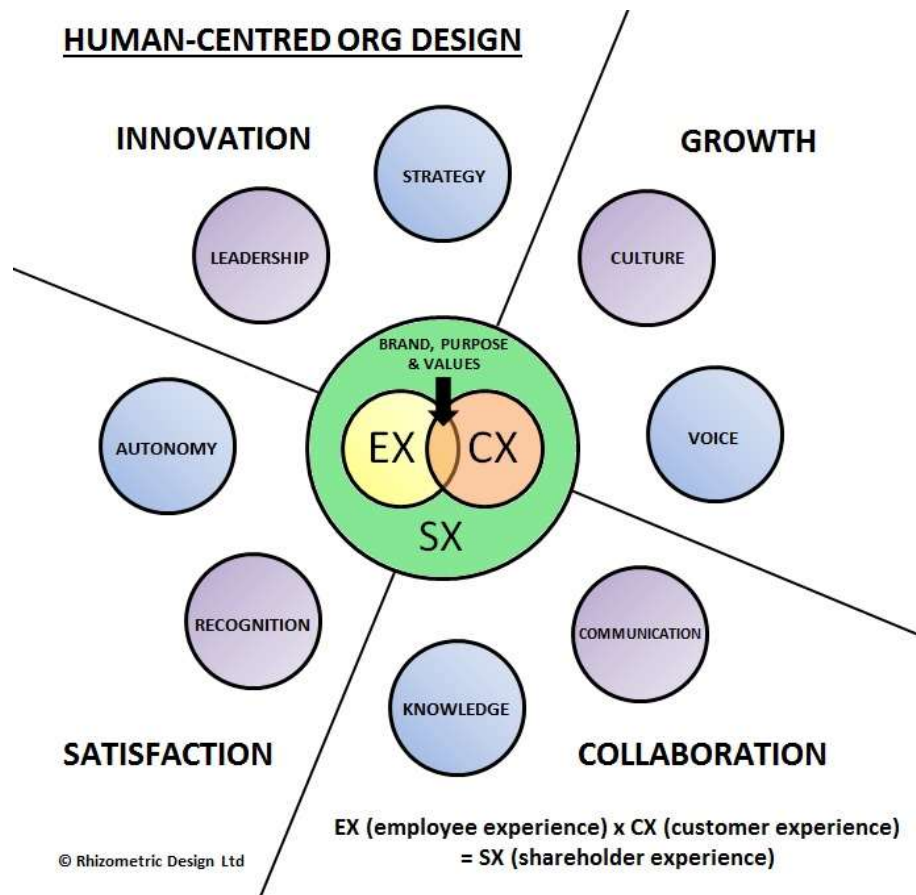 HUMAN-CENTRED ORG DESIGN
INNOVATION
GROWTH
STRATEGY
LEADERSHIP
CULTURE
BRAND, PURPOSE
& VALUES
EX
CX
SX
AUTONOMY
VOICE
RECOGNITION
COMMUNICATION
KNOWLEDGE
SATISFACTION
COLLABORATION
EX (employee experience) x CX (customer experience)
= SX (shareholder experience)
© Rhizometric Design Ltd